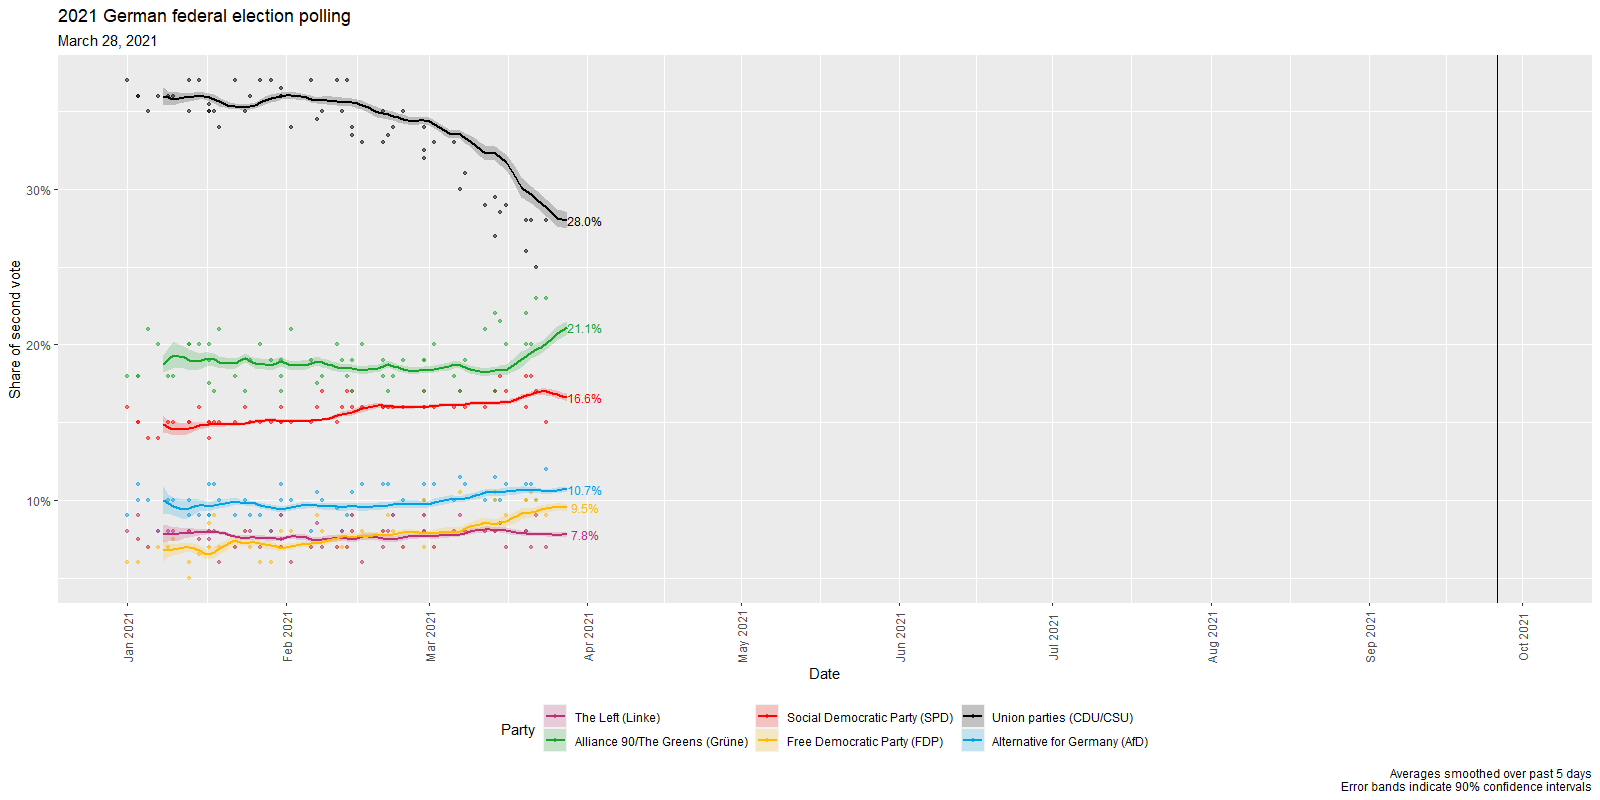 2021 German federal election polling
March 28, 2021
Share of second vote
30%
20%
10%
28.0%
21.1%
16.6%
10.7%
9.5%
7.8%
Jan 2021
Feb 2021
Mar 2021
Apr 2021
May 2021
Jun 2021
Jul 2021
Aug 2021
Sep 2021
Oct 2021
Date
Party
The Left (Linke)
Social Democratic Party (SPD)
Union parties (CDU/CSU)
Alliance 90/The Greens (Grüne)
Free Democratic Party (FDP)
Alternative for Germany (AfD)
Averages smoothed over past 5 days
Error bands indicate 90% confidence intervals